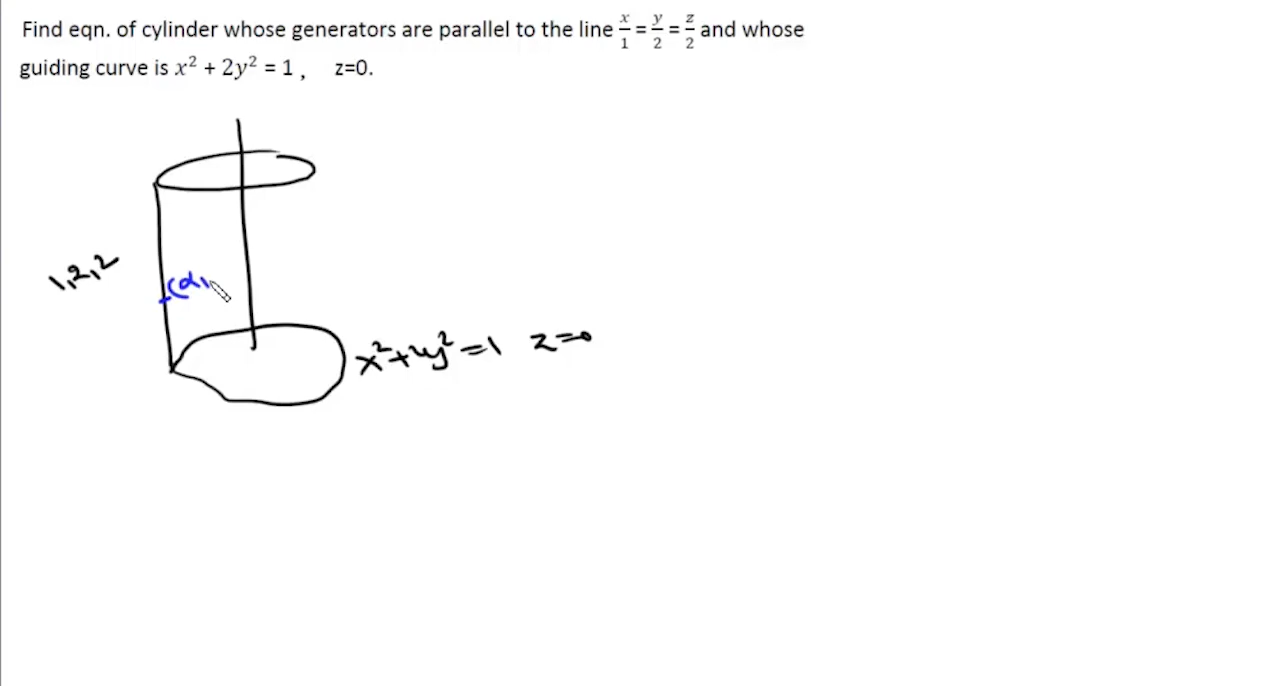 Find eqn. of cylinder whose generators are parallel to the line x/1 = y/2 = z/2 and whose
guiding curve is x² + 2y² = 1 , z=0.
1,2,2
(α,
x²+2y²=1 z=0